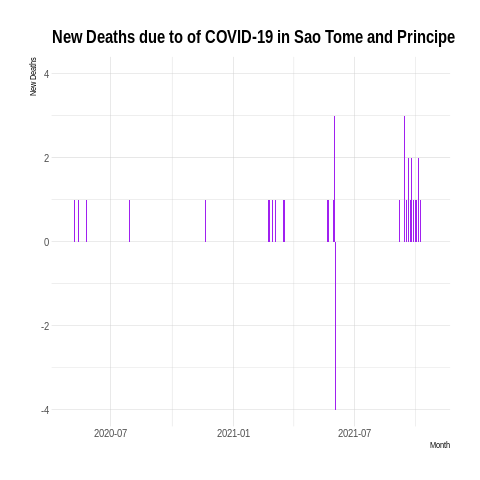 New Deaths due to of COVID-19 in Sao Tome and Principe
New Deaths
4
2
0
-2
-4
2020-07
2021-01
2021-07
Month